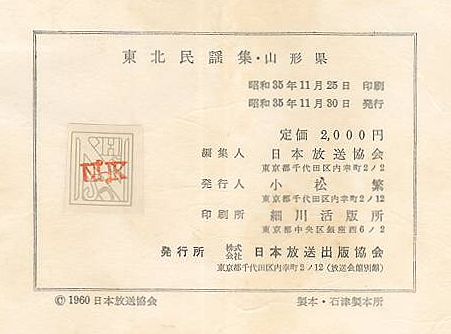 東北民謡集・山形県
昭和35年11月25日 印刷
昭和35年11月30日 発行
定価 2,000円
編集人 日本放送協会
東京都千代田区内幸町2ノ2
発行人 小松繁
東京都千代田区内幸町2ノ12
印刷所 細川活版所
東京都中央区銀座西6ノ2
発行所 株式会社 日本放送出版協会
東京都千代田区内幸町2ノ12(放送会館別館)
NHK
© 1960 日本放送協会
製本・石津製本所